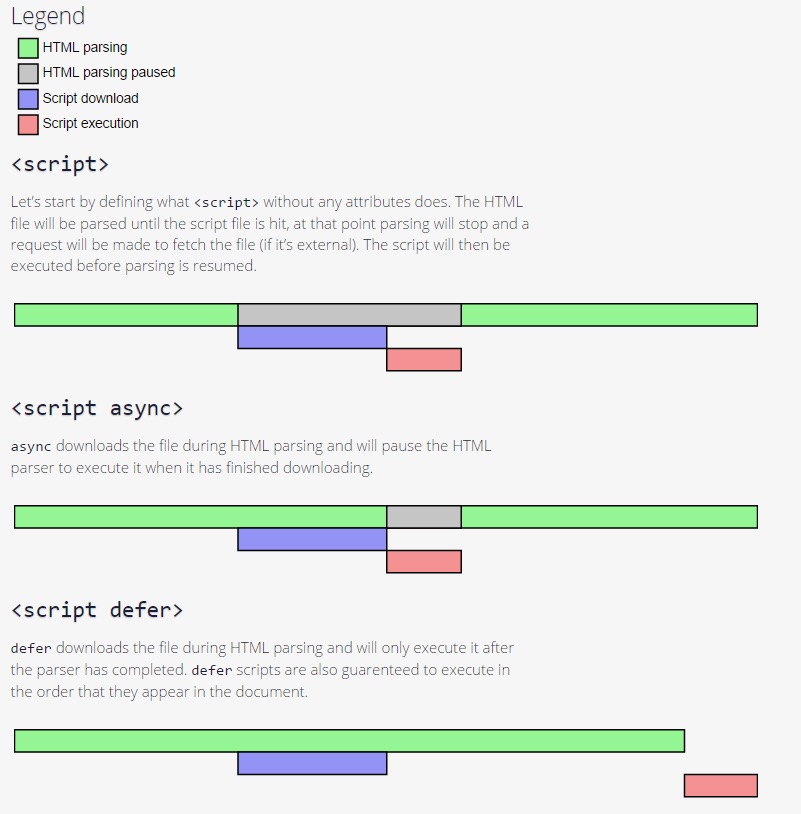 Legend
HTML parsing
HTML parsing paused
Script download
Script execution
<script>
Let's start by defining what <script> without any attributes does. The HTML
file will be parsed until the script file is hit, at that point parsing will stop and a
request will be made to fetch the file (if it's external). The script will then be
executed before parsing is resumed.
<script async>
async downloads the file during HTML parsing and will pause the HTML
parser to execute it when it has finished downloading.
<script defer>
defer downloads the file during HTML parsing and will only execute it after
the parser has completed. defer scripts are also guarenteed to execute in
the order that they appear in the document.